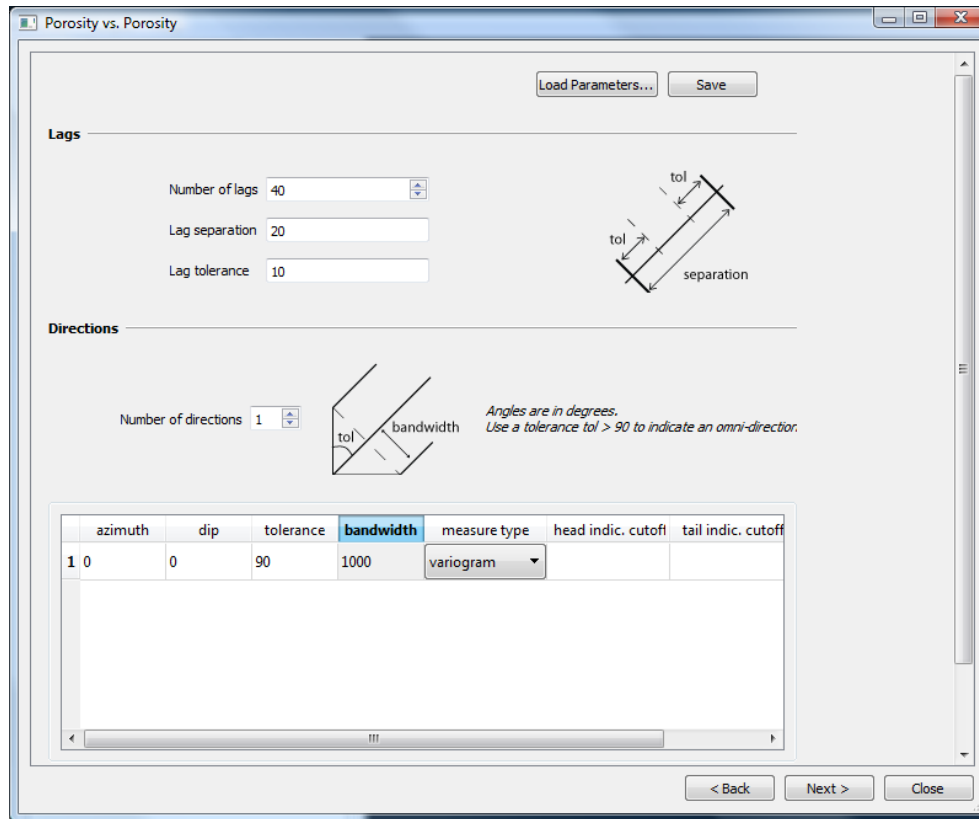 Porosity vs. Porosity
Load Parameters... Save
Lags
Number of lags 40
Lag separation 20
Lag tolerance 10
tol
tol
separation
Directions
Number of directions 1
tol
bandwidth
Angles are in degrees.
Use a tolerance tol > 90 to indicate an omni-direction
azimuth dip tolerance bandwidth measure type head indic. cutoff tail indic. cutoff
1 0 0 90 1000 variogram
< Back Next > Close